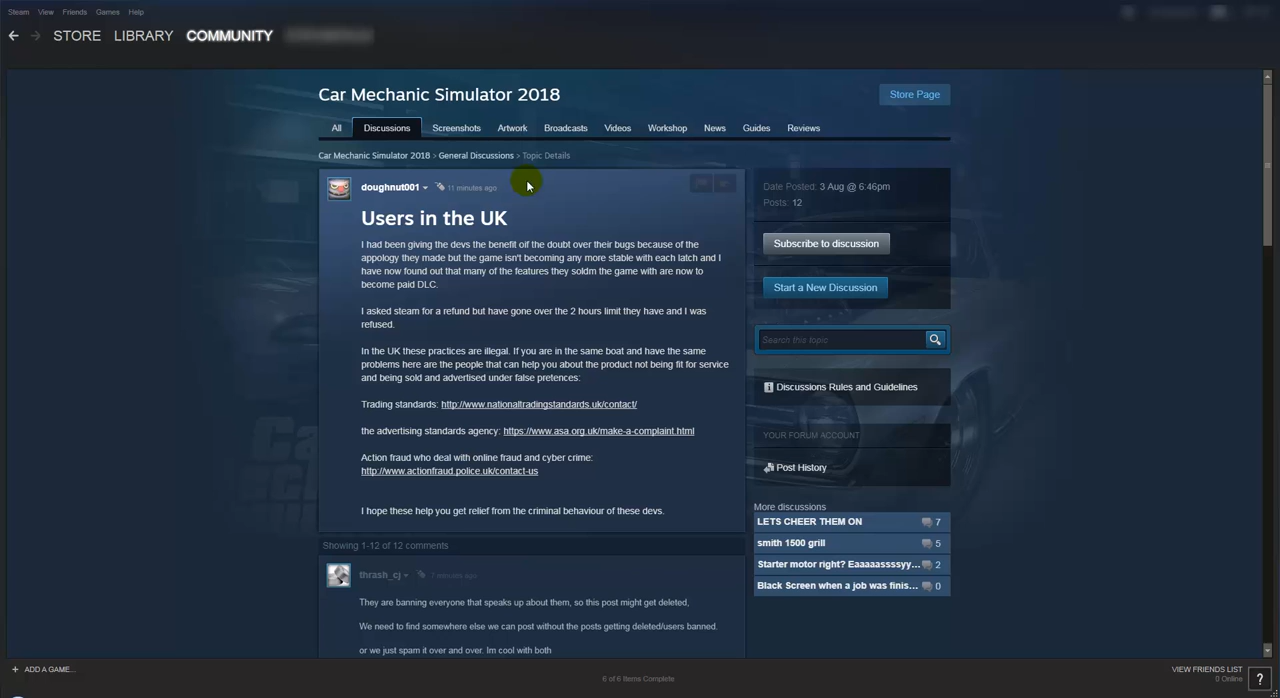 Steam View Friends Games Help
STORE LIBRARY COMMUNITY
Car Mechanic Simulator 2018
Store Page
All Discussions Screenshots Artwork Broadcasts Videos Workshop News Guides Reviews
Car Mechanic Simulator 2018 > General Discussions > Topic Details
doughnut001 11 minutes ago
Users in the UK
I had been giving the devs the benefit oif the doubt over their bugs because of the
appology they made but the game isn't becoming any more stable with each latch and I
have now found out that many of the features they soldm the game with are now to
become paid DLC.
I asked steam for a refund but have gone over the 2 hours limit they have and I was
refused.
In the UK these practices are illegal. If you are in the same boat and have the same
problems here are the people that can help you about the product not being fit for service
and being sold and advertised under false pretences:
Trading standards: http://www.nationaltradingstandards.uk/contact/
the advertising standards agency: https://www.asa.org.uk/make-a-complaint.html
Action fraud who deal with online fraud and cyber crime:
http://www.actionfraud.police.uk/contact-us
I hope these help you get relief from the criminal behaviour of these devs.
Showing 1-12 of 12 comments
thrash_cj 7 minutes ago
They are banning everyone that speaks up about them, so this post might get deleted,
We need to find somewhere else we can post without the posts getting deleted/users banned.
or we just spam it over and over. Im cool with both
Date Posted: 3 Aug @ 6:46pm
Posts: 12
Subscribe to discussion
Start a New Discussion
Search this topic
Discussions Rules and Guidelines
YOUR FORUM ACCOUNT
Post History
More discussions
LETS CHEER THEM ON 7
smith 1500 grill 5
Starter motor right? Eaaaaassssyy... 2
Black Screen when a job was finis... 0
+ ADD A GAME...
6 of 6 Items Complete
VIEW FRIENDS LIST
0 Online
?